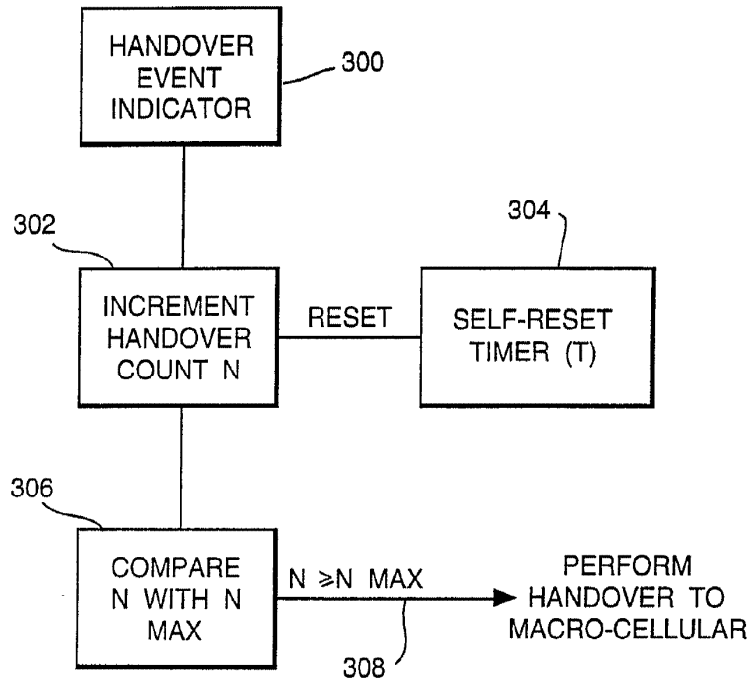 HANDOVER
EVENT
INDICATOR
300
302
304
INCREMENT
HANDOVER
COUNT N
RESET
SELF-RESET
TIMER (T)
306
COMPARE
N WITH N
MAX
N ⩾N MAX
308
PERFORM
HANDOVER TO
MACRO-CELLULAR